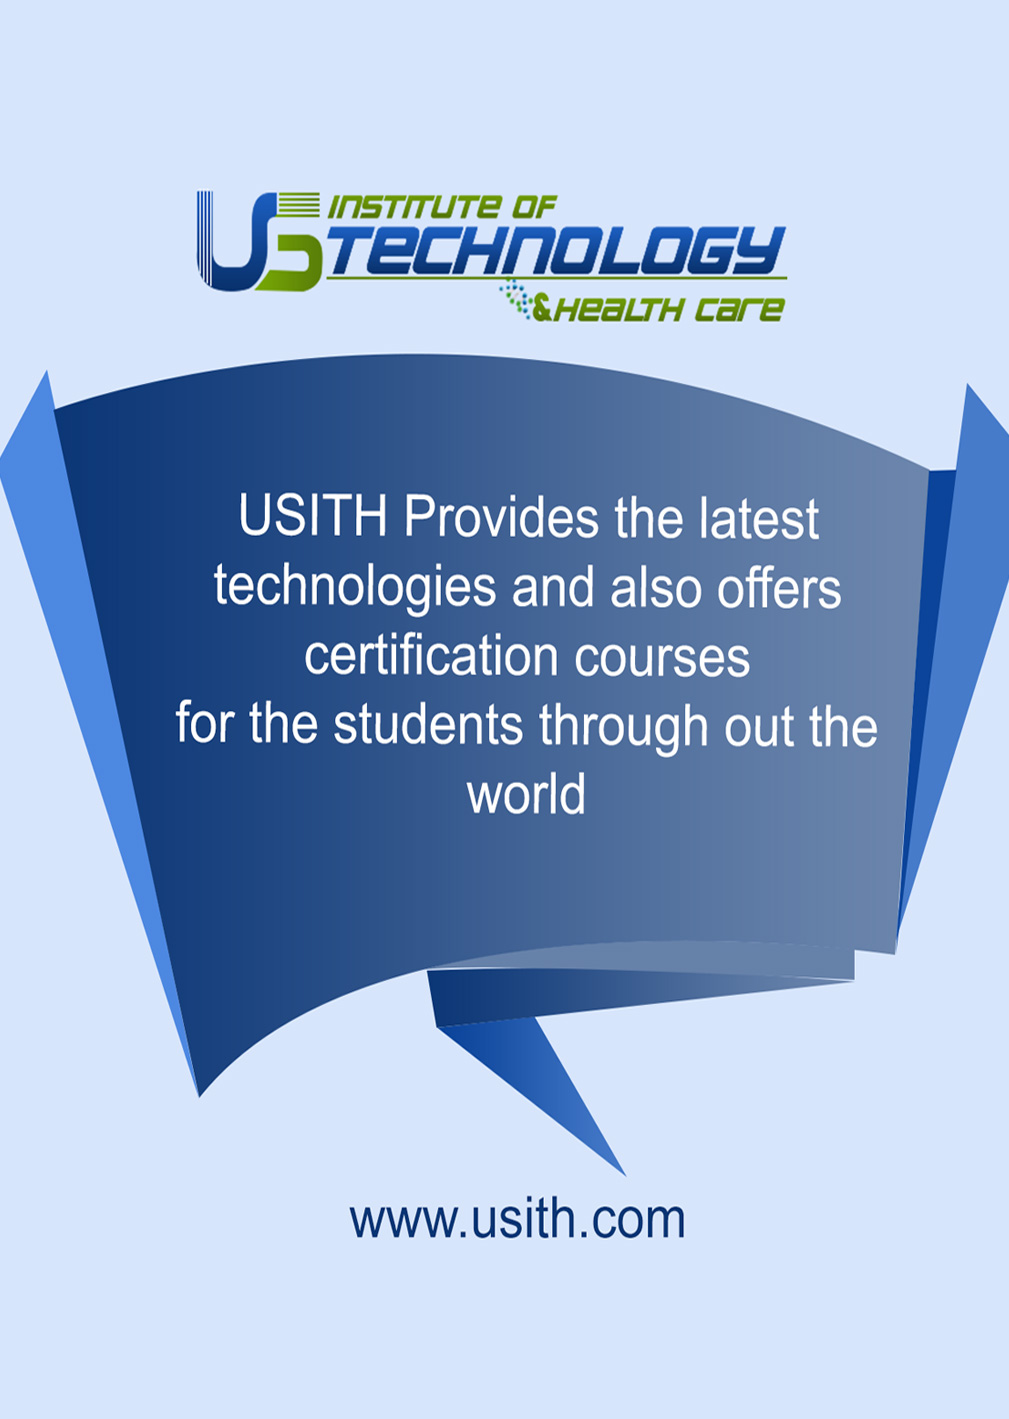 US INSTITUTE OF
TECHNOLOGY
& HEALTH CARE
USITH Provides the latest
technologies and also offers
certification courses
for the students through out the
world
www.usith.com